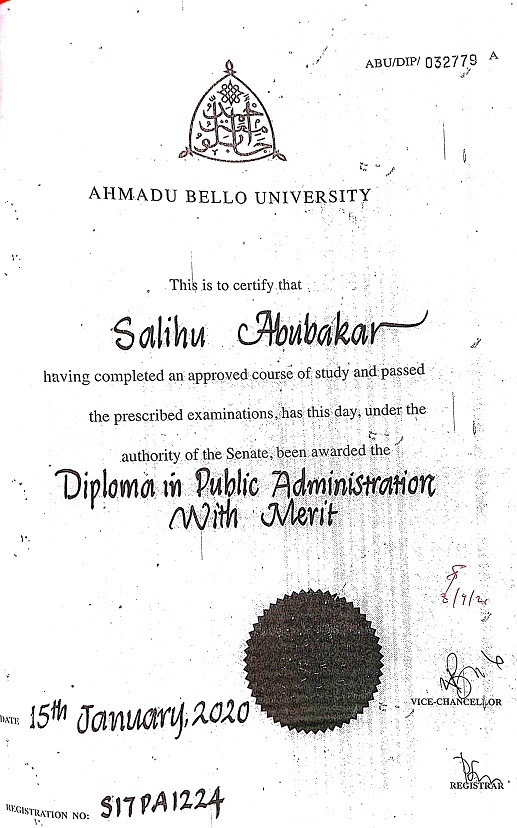 ABU/DIP/ 032779 A
AHMADU BELLO UNIVERSITY
This is to certify that
Salihu Abubakar
having completed an approved course of study and passed
the prescribed examinations, has this day, under the
authority of the Senate, been awarded the
Diploma in Public Administration
With Merit
VICE-CHANCELLOR
DATE 15th January, 2020
REGISTRAR
REGISTRATION NO: S17PA1224